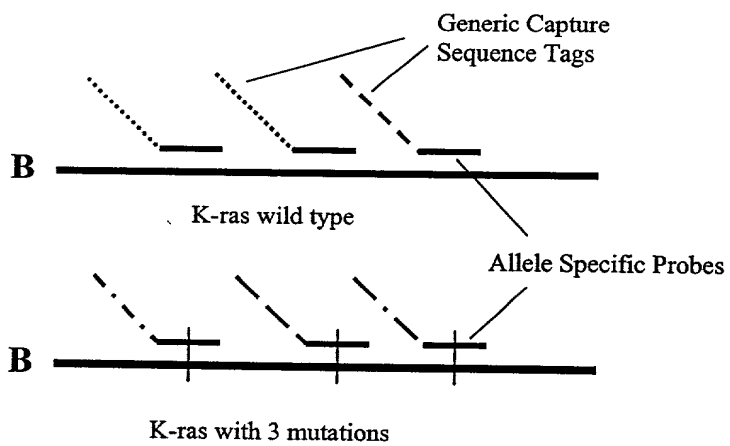 Generic Capture
Sequence Tags
B
K-ras wild type
Allele Specific Probes
B
K-ras with 3 mutations